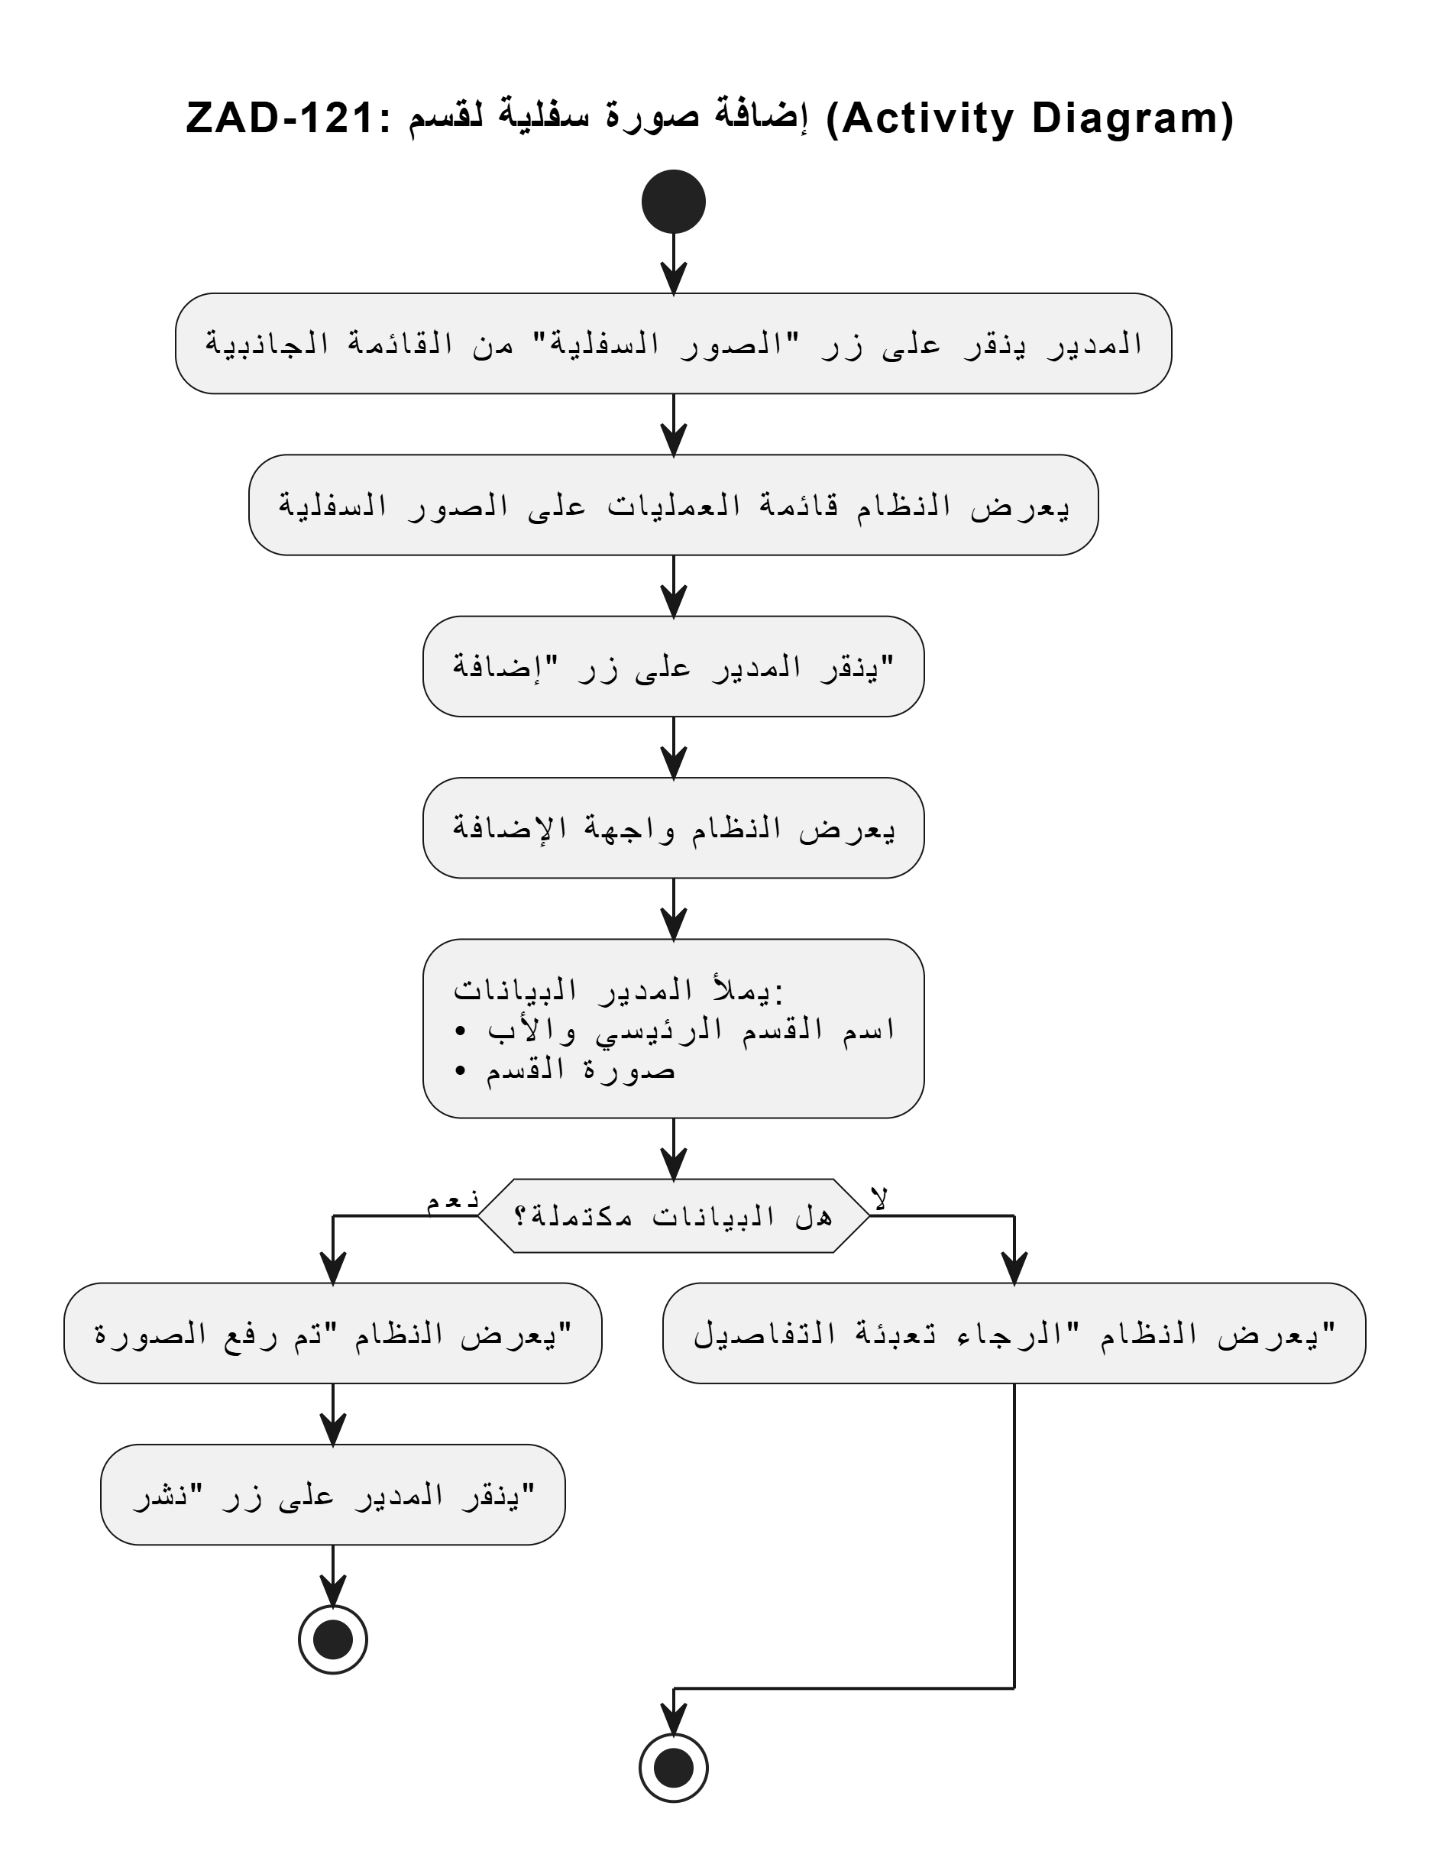 ZAD-121: إضافة صورة سفلية لقسم (Activity Diagram)
المدير ينقر على زر "الصور السفلية" من القائمة الجانبية
يعرض النظام قائمة العمليات على الصور السفلية
ينقر المدير على زر "إضافة"
يعرض النظام واجهة الإضافة
يملأ المدير البيانات:
• اسم القسم الرئيسي والأب
• صورة القسم
هل البيانات مكتملة؟
نعم
لا
يعرض النظام "تم رفع الصورة"
يعرض النظام "الرجاء تعبئة التفاصيل"
ينقر المدير على زر "نشر"